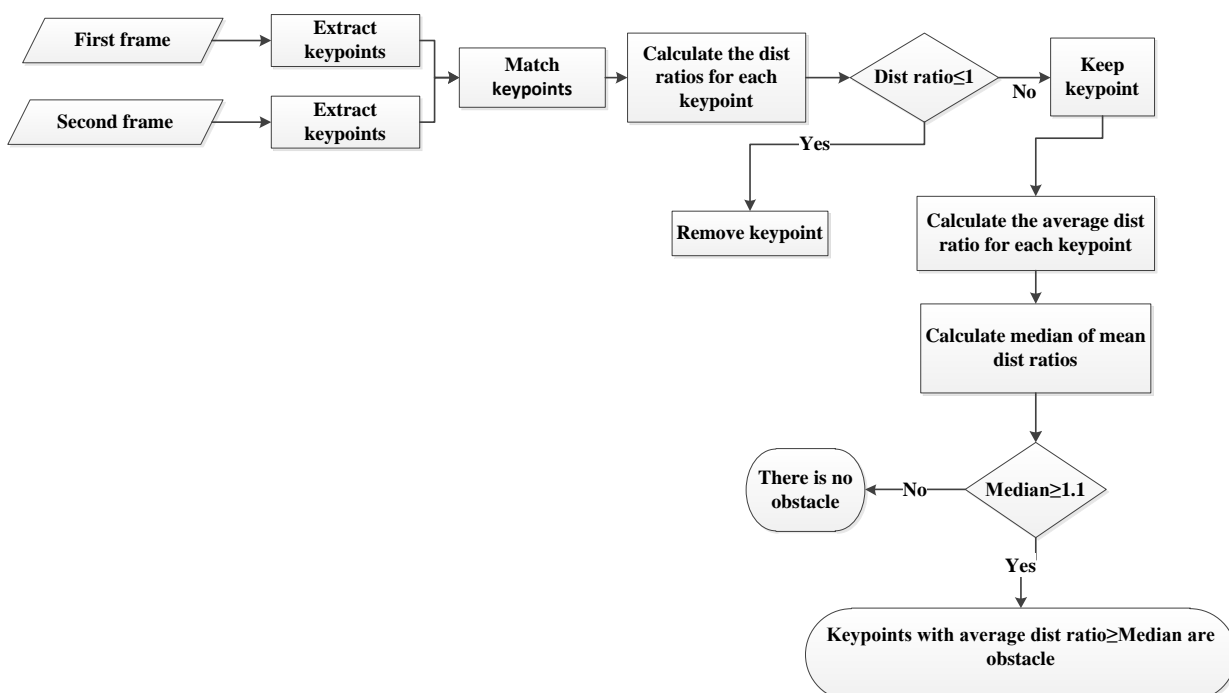 First frame
Extract
keypoints
Second frame
Extract
keypoints
Match
keypoints
Calculate the dist
ratios for each
keypoint
Dist ratio≤1
No
Keep
keypoint
Yes
Remove keypoint
Calculate the average dist
ratio for each keypoint
Calculate median of mean
dist ratios
Median≥1.1
No
There is no
obstacle
Yes
Keypoints with average dist ratio≥Median are
obstacle